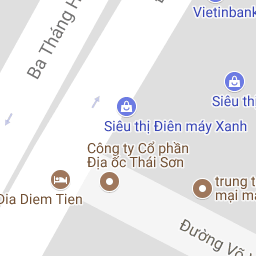 Vietinbank
Ba Tháng H
Siêu thị
Siêu thị Điện máy Xanh
Công ty Cổ phần
Địa ốc Thái Sơn
trung t
mại ma
Dia Diem Tien
Đường Võ